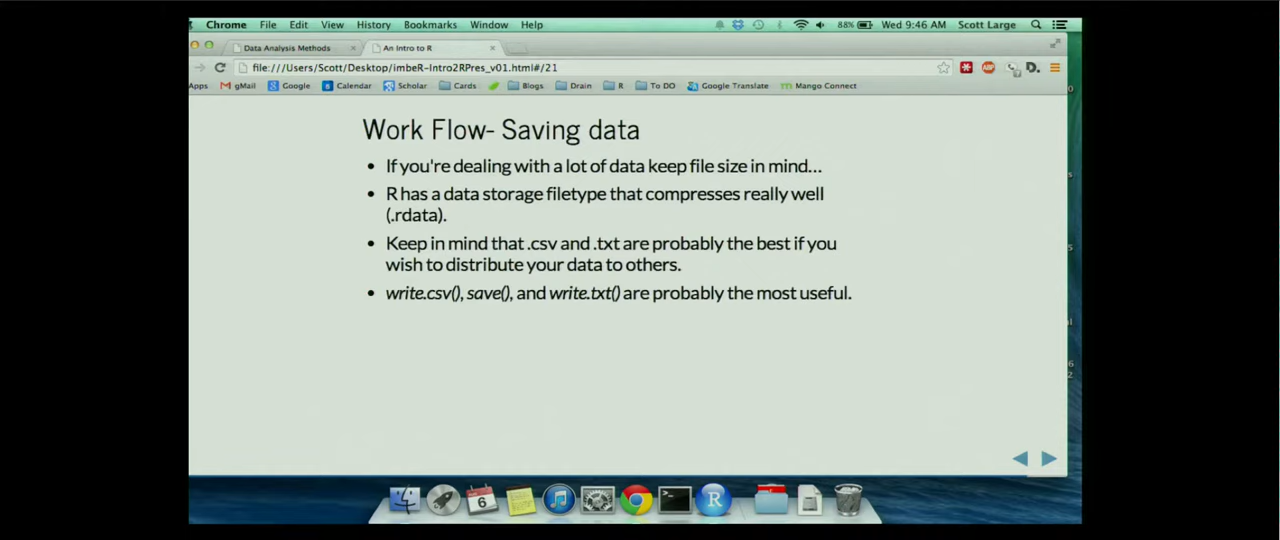 Chrome File Edit View History Bookmarks Window Help 88% Wed 9:46 AM Scott Large
Data Analysis Methods An Intro to R
file:///Users/Scott/Desktop/imbeR-Intro2RPres_v01.html#/21
Apps gMail Google Calendar Scholar Cards Blogs Drain R To DO Google Translate Mango Connect
Work Flow- Saving data
• If you're dealing with a lot of data keep file size in mind...
• R has a data storage filetype that compresses really well
(.rdata).
• Keep in mind that .csv and .txt are probably the best if you
wish to distribute your data to others.
• write.csv(), save(), and write.txt() are probably the most useful.
6
R